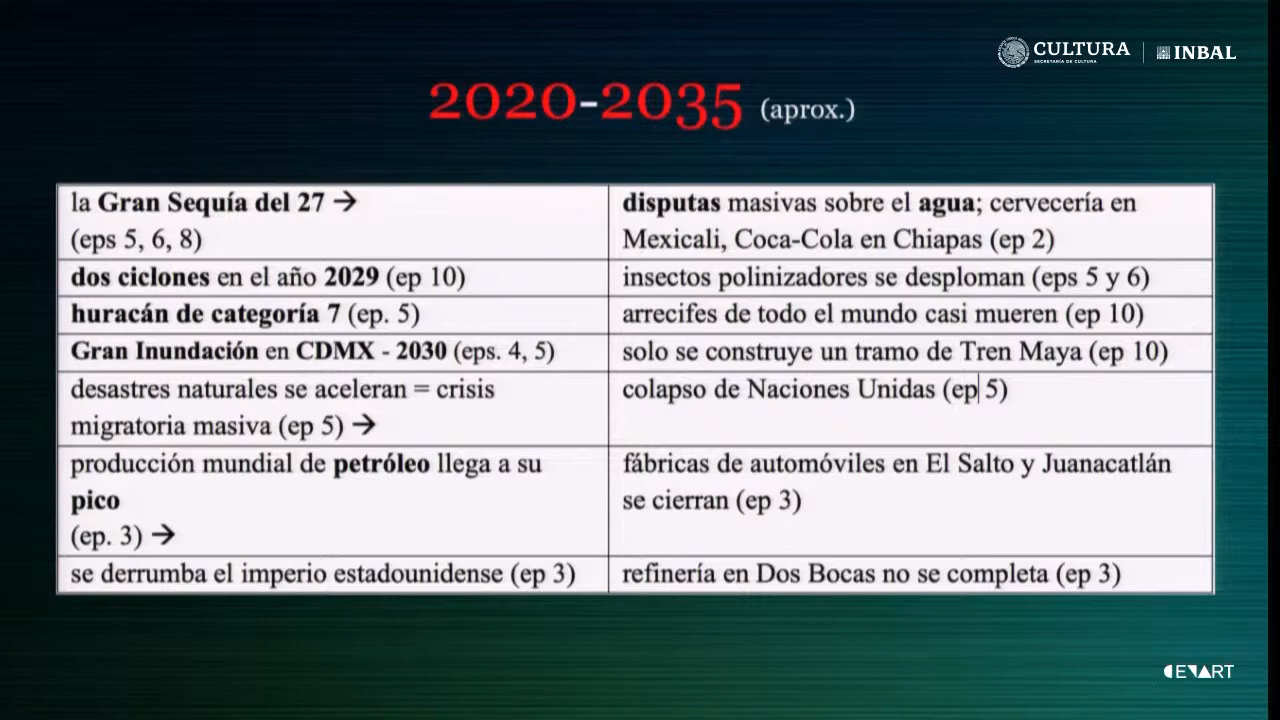 CULTURA
SECRETARÍA DE CULTURA
INBAL
2020-2035 (aprox.)
la Gran Sequía del 27 →
(eps 5, 6, 8)
disputas masivas sobre el agua; cervecería en
Mexicali, Coca-Cola en Chiapas (ep 2)
dos ciclones en el año 2029 (ep 10)
insectos polinizadores se desploman (eps 5 y 6)
huracán de categoría 7 (ep. 5)
arrecifes de todo el mundo casi mueren (ep 10)
Gran Inundación en CDMX - 2030 (eps. 4, 5)
solo se construye un tramo de Tren Maya (ep 10)
desastres naturales se aceleran = crisis
migratoria masiva (ep 5) →
colapso de Naciones Unidas (ep 5)
producción mundial de petróleo llega a su
pico
(ep. 3) →
fábricas de automóviles en El Salto y Juanacatlán
se cierran (ep 3)
se derrumba el imperio estadounidense (ep 3)
refinería en Dos Bocas no se completa (ep 3)
CENART